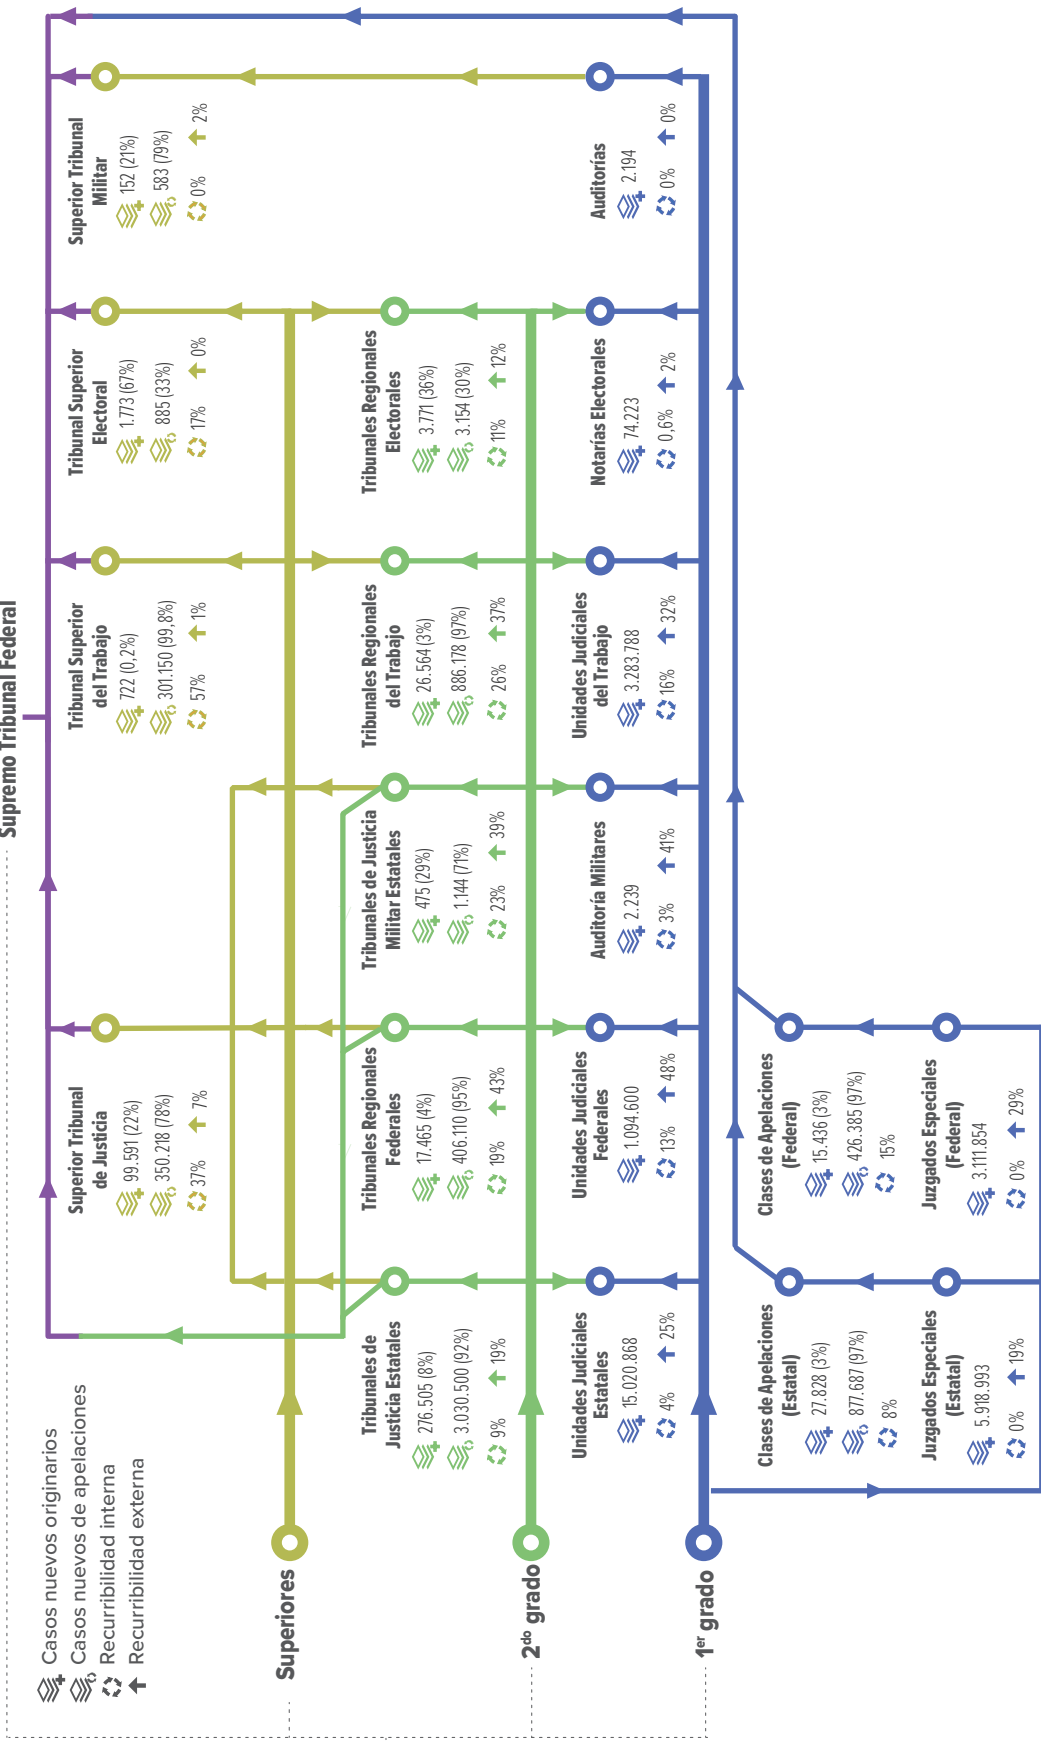 Supremo Tribunal Federal
Casos nuevos originarios
Casos nuevos de apelaciones
Recurribilidad interna
Recurribilidad externa
Superiores
Superior Tribunal
de Justicia
99.591 (22%)
350.218 (78%)
37% 7%
Tribunal Superior
del Trabajo
722 (0,2%)
301.150 (99,8%)
57% 1%
Tribunal Superior
Electoral
1.773 (67%)
885 (33%)
17% 0%
Superior Tribunal
Militar
152 (21%)
583 (79%)
0% 2%
2do grado
Tribunales de
Justicia Estatales
276.505 (8%)
3.030.500 (92%)
9% 19%
Tribunales Regionales
Federales
17.465 (4%)
406.110 (95%)
19% 43%
Tribunales de Justicia
Militar Estatales
475 (29%)
1.144 (71%)
23% 39%
Tribunales Regionales
del Trabajo
26.564 (3%)
886.178 (97%)
26% 37%
Tribunales Regionales
Electorales
3.771 (36%)
3.154 (30%)
11% 12%
1er grado
Unidades Judiciales
Estatales
15.020.868
4% 25%
Unidades Judiciales
Federales
1.094.600
13% 48%
Auditoría Militares
2.239
3% 41%
Unidades Judiciales
del Trabajo
3.283.788
16% 32%
Notarías Electorales
74.223
0,6% 2%
Auditorías
2.194
0% 0%
Clases de Apelaciones
(Estatal)
27.828 (3%)
877.687 (97%)
8%
Clases de Apelaciones
(Federal)
15.436 (3%)
426.385 (97%)
15%
Juzgados Especiales
(Estatal)
5.918.993
0% 19%
Juzgados Especiales
(Federal)
3.111.854
0% 29%